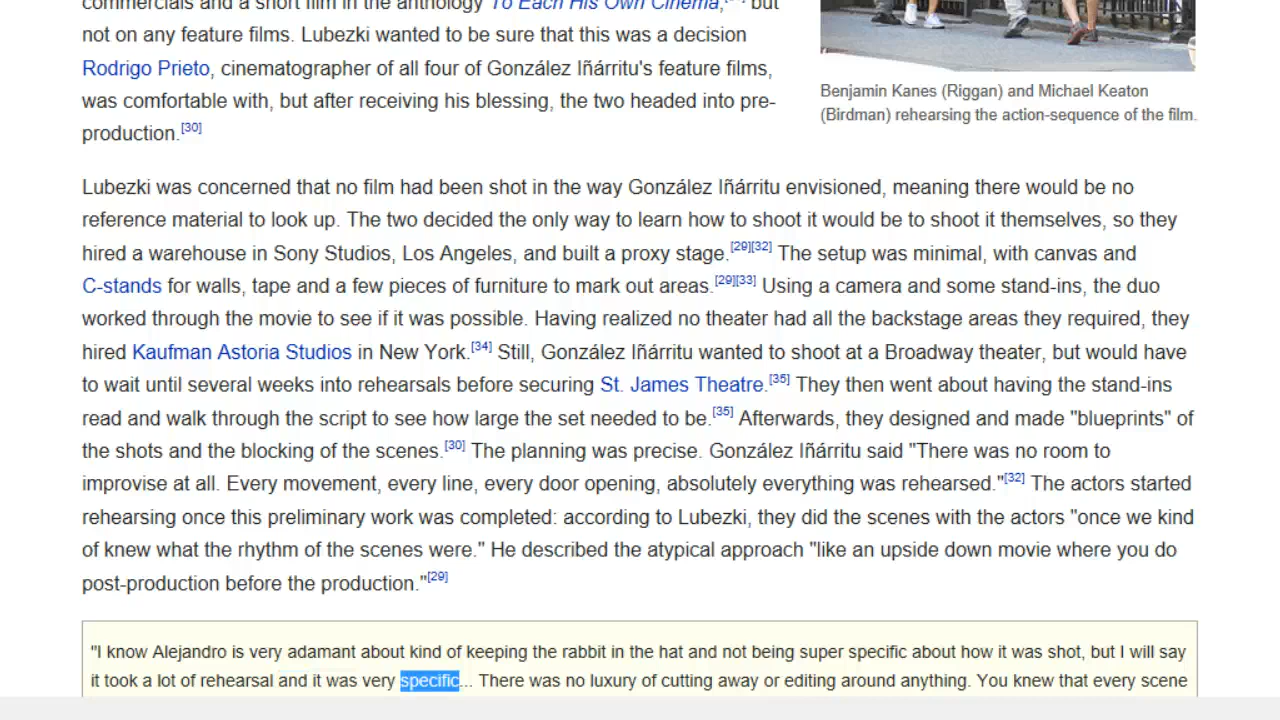 commercials and a short film in the anthology To Each His Own Cinema, but
not on any feature films. Lubezki wanted to be sure that this was a decision
Rodrigo Prieto, cinematographer of all four of González Iñárritu's feature films,
was comfortable with, but after receiving his blessing, the two headed into pre-
production.[30]
Benjamin Kanes (Riggan) and Michael Keaton
(Birdman) rehearsing the action-sequence of the film.
Lubezki was concerned that no film had been shot in the way González Iñárritu envisioned, meaning there would be no
reference material to look up. The two decided the only way to learn how to shoot it would be to shoot it themselves, so they
hired a warehouse in Sony Studios, Los Angeles, and built a proxy stage.[29][32] The setup was minimal, with canvas and
C-stands for walls, tape and a few pieces of furniture to mark out areas.[29][33] Using a camera and some stand-ins, the duo
worked through the movie to see if it was possible. Having realized no theater had all the backstage areas they required, they
hired Kaufman Astoria Studios in New York.[34] Still, González Iñárritu wanted to shoot at a Broadway theater, but would have
to wait until several weeks into rehearsals before securing St. James Theatre.[35] They then went about having the stand-ins
read and walk through the script to see how large the set needed to be.[35] Afterwards, they designed and made "blueprints" of
the shots and the blocking of the scenes.[30] The planning was precise. González Iñárritu said "There was no room to
improvise at all. Every movement, every line, every door opening, absolutely everything was rehearsed."[32] The actors started
rehearsing once this preliminary work was completed: according to Lubezki, they did the scenes with the actors "once we kind
of knew what the rhythm of the scenes were." He described the atypical approach "like an upside down movie where you do
post-production before the production."[29]
"I know Alejandro is very adamant about kind of keeping the rabbit in the hat and not being super specific about how it was shot, but I will say
it took a lot of rehearsal and it was very specific... There was no luxury of cutting away or editing around anything. You knew that every scene